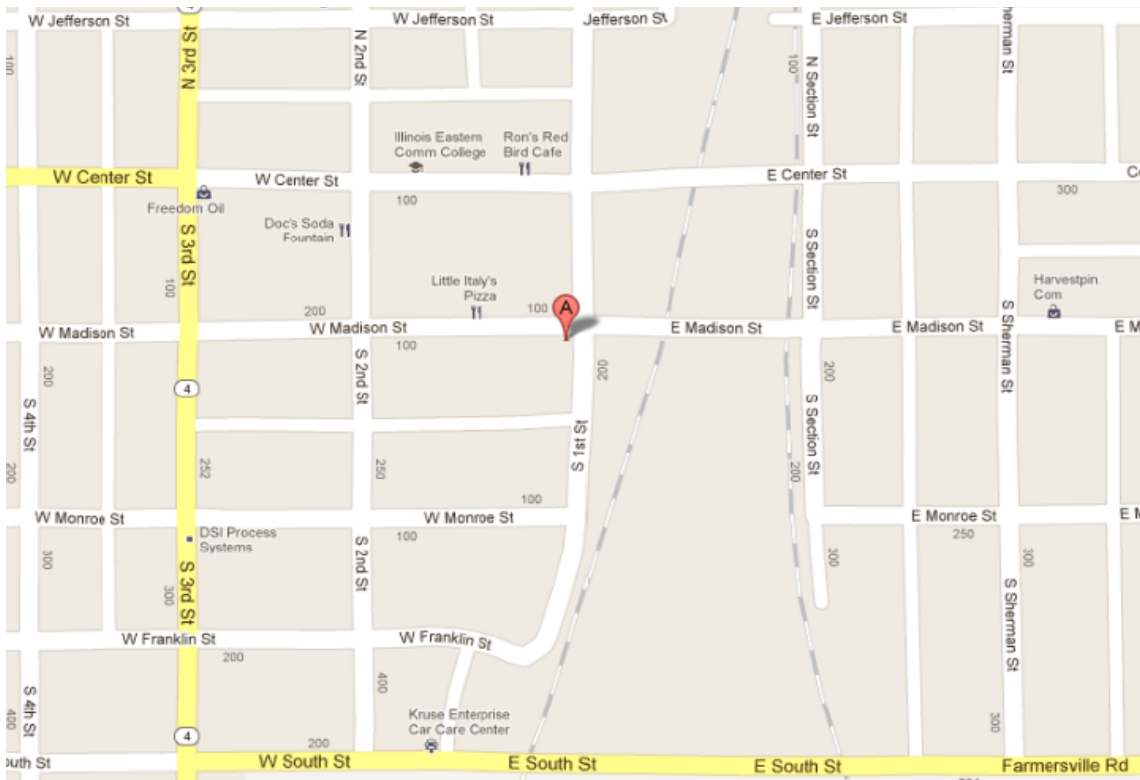 4
W Jefferson St
Jefferson St
E Jefferson St
Sherman St
N 3rd St
N 2nd St
100
100
N Section St
Illinois Eastern
Comm College
Ron's Red
Bird Cafe
W Center St
W Center St
E Center St
300
100
Freedom Oil
Doc's Soda
Fountain
S 3rd St
S Section St
100
Little Italy's
Pizza
Harvestpin.
Com
200
100
A
W Madison St
W Madison St
E Madison St
E Madison St
E M
100
S Sherman St
S 2nd St
200
200
200
4
S 4th St
S 1st St
S Section St
200
252
250
200
100
W Monroe St
W Monroe St
E Monroe St
E M
DSI Process
Systems
100
250
300
300
300
S 2nd St
S 3rd St
300
S Sherman St
W Franklin St
W Franklin St
200
400
S 4th St
400
Kruse Enterprise
Car Care Center
300
4
200
W South St
E South St
E South St
Farmersville Rd
outh St